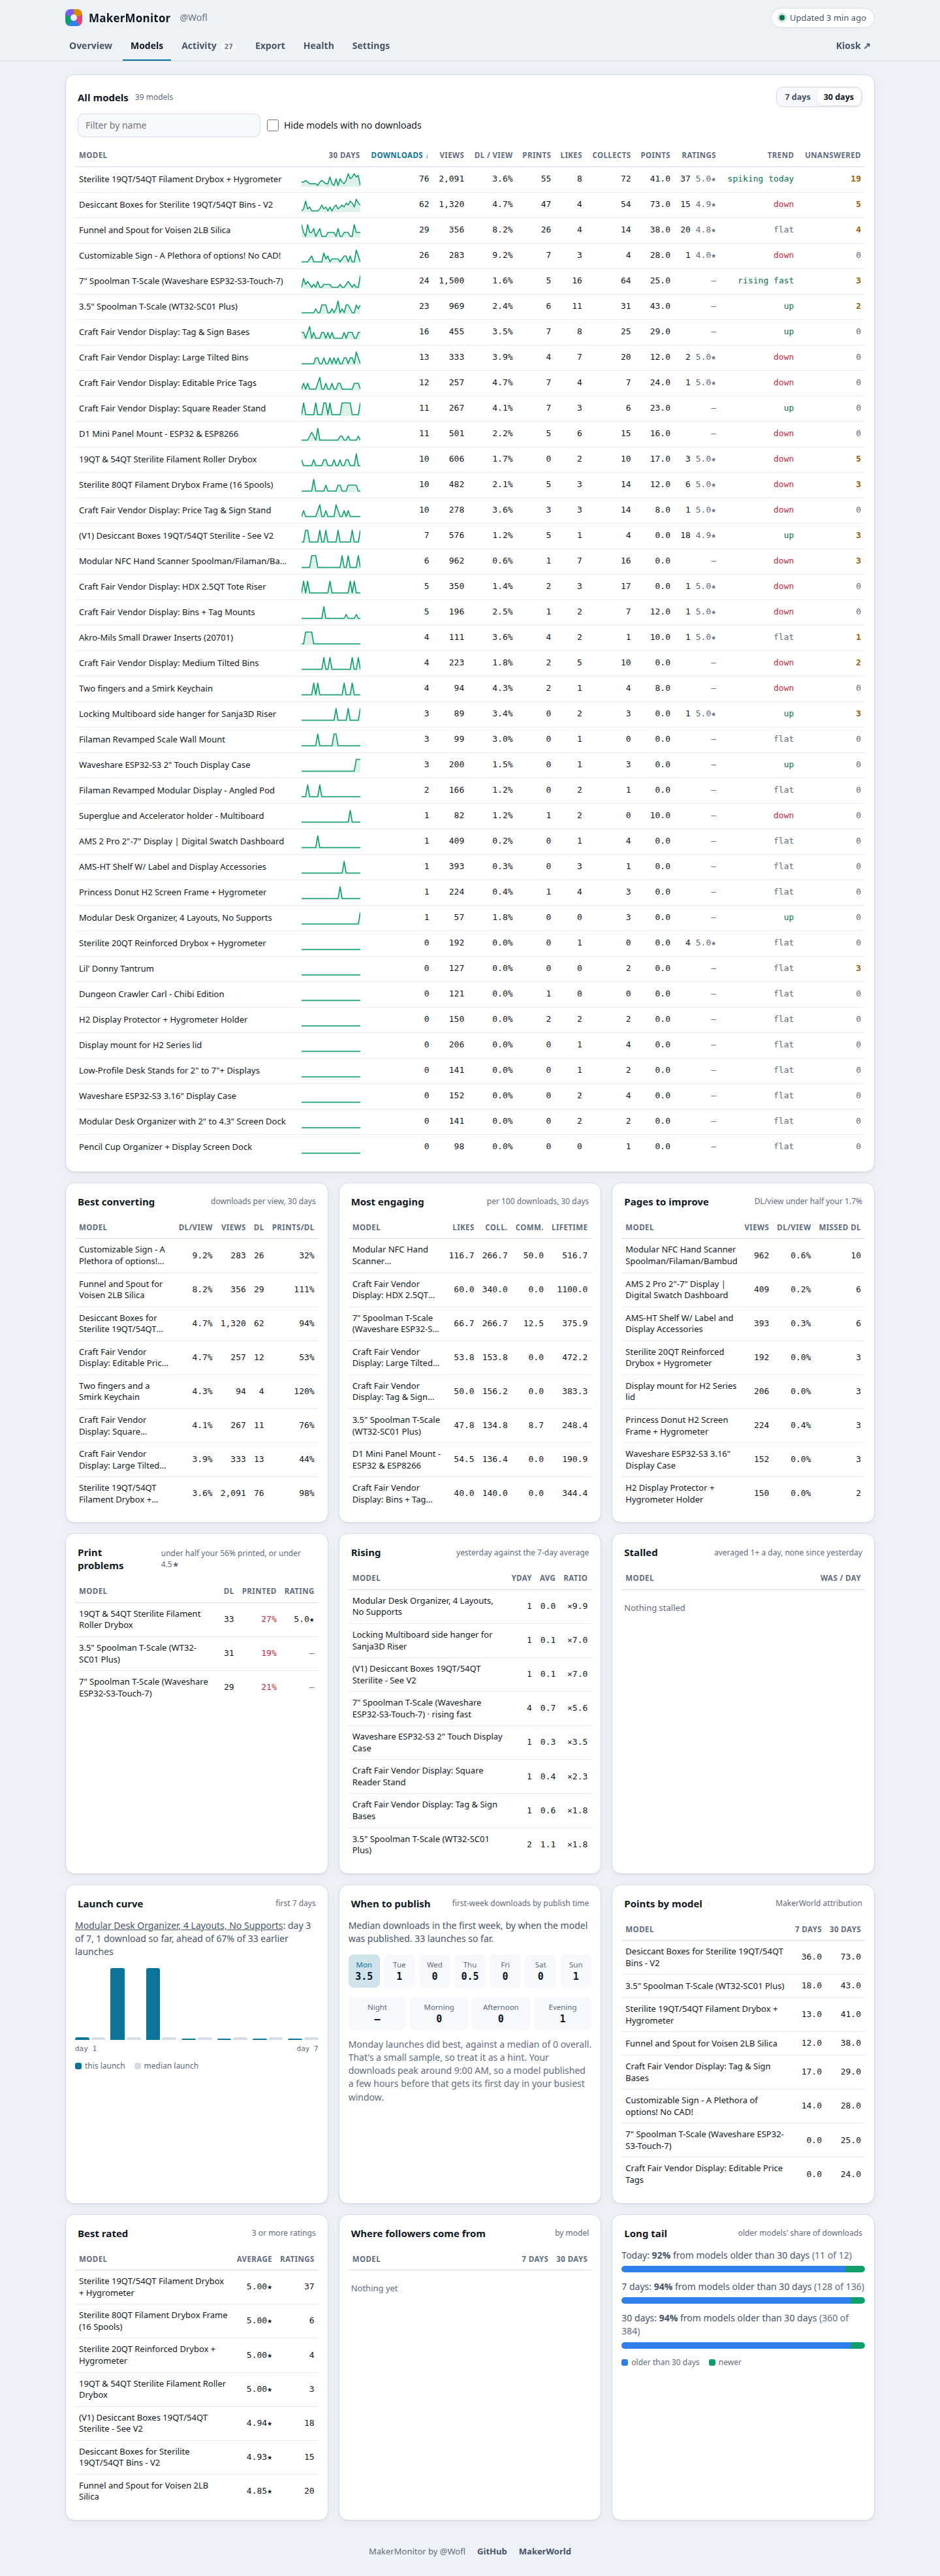 MakerMonitor @Wofl Updated 3 min ago
Overview Models Activity 27 Export Health Settings Kiosk ↗
All models 39 models 7 days 30 days
Filter by name Hide models with no downloads
MODEL 30 DAYS DOWNLOADS ↓ VIEWS DL / VIEW PRINTS LIKES COLLECTS POINTS RATINGS TREND UNANSWERED
Sterilite 19QT/54QT Filament Drybox + Hygrometer 76 2,091 3.6% 55 8 72 41.0 37 5.0★ spiking today 19
Desiccant Boxes for Sterilite 19QT/54QT Bins - V2 62 1,320 4.7% 47 4 54 73.0 15 4.9★ down 5
Funnel and Spout for Voisen 2LB Silica 29 356 8.2% 26 4 14 38.0 20 4.8★ flat 4
Customizable Sign - A Plethora of options! No CAD! 26 283 9.2% 7 3 4 28.0 1 4.0★ down 0
7" Spoolman T-Scale (Waveshare ESP32-S3-Touch-7) 24 1,500 1.6% 5 16 64 25.0 — rising fast 3
3.5" Spoolman T-Scale (WT32-SC01 Plus) 23 969 2.4% 6 11 31 43.0 — up 2
Craft Fair Vendor Display: Tag & Sign Bases 16 455 3.5% 7 8 25 29.0 — up 0
Craft Fair Vendor Display: Large Tilted Bins 13 333 3.9% 4 7 20 12.0 2 5.0★ down 0
Craft Fair Vendor Display: Editable Price Tags 12 257 4.7% 7 4 7 24.0 1 5.0★ down 0
Craft Fair Vendor Display: Square Reader Stand 11 267 4.1% 7 3 6 23.0 — up 0
D1 Mini Panel Mount - ESP32 & ESP8266 11 501 2.2% 5 6 15 16.0 — down 0
19QT & 54QT Sterilite Filament Roller Drybox 10 606 1.7% 0 2 10 17.0 3 5.0★ down 5
Sterilite 80QT Filament Drybox Frame (16 Spools) 10 482 2.1% 5 3 14 12.0 6 5.0★ down 3
Craft Fair Vendor Display: Price Tag & Sign Stand 10 278 3.6% 3 3 14 8.0 1 5.0★ down 0
(V1) Desiccant Boxes 19QT/54QT Sterilite - See V2 7 576 1.2% 5 1 4 0.0 18 4.9★ up 3
Modular NFC Hand Scanner Spoolman/Filaman/Ba... 6 962 0.6% 1 7 16 0.0 — down 3
Craft Fair Vendor Display: HDX 2.5QT Tote Riser 5 350 1.4% 2 3 17 0.0 1 5.0★ down 0
Craft Fair Vendor Display: Bins + Tag Mounts 5 196 2.5% 1 2 7 12.0 1 5.0★ down 0
Akro-Mils Small Drawer Inserts (20701) 4 111 3.6% 4 2 1 10.0 1 5.0★ flat 1
Craft Fair Vendor Display: Medium Tilted Bins 4 223 1.8% 2 5 10 0.0 — down 2
Two fingers and a Smirk Keychain 4 94 4.3% 2 1 4 8.0 — down 0
Locking Multiboard side hanger for Sanja3D Riser 3 89 3.4% 0 2 3 0.0 1 5.0★ up 3
Filaman Revamped Scale Wall Mount 3 99 3.0% 0 1 0 0.0 — flat 0
Waveshare ESP32-S3 2" Touch Display Case 3 200 1.5% 0 1 3 0.0 — up 0
Filaman Revamped Modular Display - Angled Pod 2 166 1.2% 0 2 1 0.0 — flat 0
Superglue and Accelerator holder - Multiboard 1 82 1.2% 1 2 0 10.0 — down 0
AMS 2 Pro 2"-7" Display | Digital Swatch Dashboard 1 409 0.2% 0 1 4 0.0 — flat 0
AMS-HT Shelf W/ Label and Display Accessories 1 393 0.3% 0 3 1 0.0 — flat 0
Princess Donut H2 Screen Frame + Hygrometer 1 224 0.4% 1 4 3 0.0 — flat 0
Modular Desk Organizer, 4 Layouts, No Supports 1 57 1.8% 0 0 3 0.0 — up 0
Sterilite 20QT Reinforced Drybox + Hygrometer 0 192 0.0% 0 1 0 0.0 4 5.0★ flat 0
Lil' Donny Tantrum 0 127 0.0% 0 0 2 0.0 — flat 3
Dungeon Crawler Carl - Chibi Edition 0 121 0.0% 1 0 0 0.0 — flat 0
H2 Display Protector + Hygrometer Holder 0 150 0.0% 2 2 2 0.0 — flat 0
Display mount for H2 Series lid 0 206 0.0% 0 1 4 0.0 — flat 0
Low-Profile Desk Stands for 2" to 7"+ Displays 0 141 0.0% 0 1 2 0.0 — flat 0
Waveshare ESP32-S3 3.16" Display Case 0 152 0.0% 0 2 4 0.0 — flat 0
Modular Desk Organizer with 2" to 4.3" Screen Dock 0 141 0.0% 0 2 2 0.0 — flat 0
Pencil Cup Organizer + Display Screen Dock 0 98 0.0% 0 0 1 0.0 — flat 0
Best converting downloads per view, 30 days
MODEL DL/VIEW VIEWS DL PRINTS/DL
Customizable Sign - A
Plethora of options!... 9.2% 283 26 32%
Funnel and Spout for
Voisen 2LB Silica 8.2% 356 29 111%
Desiccant Boxes for
Sterilite 19QT/54QT... 4.7% 1,320 62 94%
Craft Fair Vendor
Display: Editable Pric... 4.7% 257 12 53%
Two fingers and a
Smirk Keychain 4.3% 94 4 120%
Craft Fair Vendor
Display: Square... 4.1% 267 11 76%
Craft Fair Vendor
Display: Large Tilted... 3.9% 333 13 44%
Sterilite 19QT/54QT
Filament Drybox +... 3.6% 2,091 76 98%
Most engaging per 100 downloads, 30 days
MODEL LIKES COLL. COMM. LIFETIME
Modular NFC Hand
Scanner... 116.7 266.7 50.0 516.7
Craft Fair Vendor
Display: HDX 2.5QT... 60.0 340.0 0.0 1100.0
7" Spoolman T-Scale
(Waveshare ESP32-S... 66.7 266.7 12.5 375.9
Craft Fair Vendor
Display: Large Tilted... 53.8 153.8 0.0 472.2
Craft Fair Vendor
Display: Tag & Sign... 50.0 156.2 0.0 383.3
3.5" Spoolman T-Scale
(WT32-SC01 Plus) 47.8 134.8 8.7 248.4
D1 Mini Panel Mount -
ESP32 & ESP8266 54.5 136.4 0.0 190.9
Craft Fair Vendor
Display: Bins + Tag... 40.0 140.0 0.0 344.4
Pages to improve DL/view under half your 1.7%
MODEL VIEWS DL/VIEW MISSED DL
Modular NFC Hand Scanner
Spoolman/Filaman/Bambud 962 0.6% 10
AMS 2 Pro 2"-7" Display |
Digital Swatch Dashboard 409 0.2% 6
AMS-HT Shelf W/ Label and
Display Accessories 393 0.3% 6
Sterilite 20QT Reinforced
Drybox + Hygrometer 192 0.0% 3
Display mount for H2 Series
lid 206 0.0% 3
Princess Donut H2 Screen
Frame + Hygrometer 224 0.4% 3
Waveshare ESP32-S3 3.16"
Display Case 152 0.0% 3
H2 Display Protector +
Hygrometer Holder 150 0.0% 2
Print
problems
under half your 56% printed, or under
4.5★
MODEL DL PRINTED RATING
19QT & 54QT Sterilite Filament
Roller Drybox 33 27% 5.0★
3.5" Spoolman T-Scale (WT32-
SC01 Plus) 31 19% —
7" Spoolman T-Scale (Waveshare
ESP32-S3-Touch-7) 29 21% —
Rising yesterday against the 7-day average
MODEL YDAY AVG RATIO
Modular Desk Organizer, 4 Layouts,
No Supports 1 0.0 ×9.9
Locking Multiboard side hanger for
Sanja3D Riser 1 0.1 ×7.0
(V1) Desiccant Boxes 19QT/54QT
Sterilite - See V2 1 0.1 ×7.0
7" Spoolman T-Scale (Waveshare
ESP32-S3-Touch-7) · rising fast 4 0.7 ×5.6
Waveshare ESP32-S3 2" Touch Display
Case 1 0.3 ×3.5
Craft Fair Vendor Display: Square
Reader Stand 1 0.4 ×2.3
Craft Fair Vendor Display: Tag & Sign
Bases 1 0.6 ×1.8
3.5" Spoolman T-Scale (WT32-SC01
Plus) 2 1.1 ×1.8
Stalled averaged 1+ a day, none since yesterday
MODEL WAS / DAY
Nothing stalled
Launch curve first 7 days
Modular Desk Organizer, 4 Layouts, No Supports: day 3
of 7, 1 download so far, ahead of 67% of 33 earlier
launches
day 1 day 7
this launch median launch
When to publish first-week downloads by publish time
Median downloads in the first week, by when the model
was published. 33 launches so far.
Mon Tue Wed Thu Fri Sat Sun
3.5 1 0 0.5 0 0 1
Night Morning Afternoon Evening
— 0 0 1
Monday launches did best, against a median of 0 overall.
That's a small sample, so treat it as a hint. Your
downloads peak around 9:00 AM, so a model published
a few hours before that gets its first day in your busiest
window.
Points by model MakerWorld attribution
MODEL 7 DAYS 30 DAYS
Desiccant Boxes for Sterilite 19QT/54QT
Bins - V2 36.0 73.0
3.5" Spoolman T-Scale (WT32-SC01 Plus) 18.0 43.0
Sterilite 19QT/54QT Filament Drybox +
Hygrometer 13.0 41.0
Funnel and Spout for Voisen 2LB Silica 12.0 38.0
Craft Fair Vendor Display: Tag & Sign
Bases 17.0 29.0
Customizable Sign - A Plethora of
options! No CAD! 14.0 28.0
7" Spoolman T-Scale (Waveshare ESP32-
S3-Touch-7) 0.0 25.0
Craft Fair Vendor Display: Editable Price
Tags 0.0 24.0
Best rated 3 or more ratings
MODEL AVERAGE RATINGS
Sterilite 19QT/54QT Filament Drybox
+ Hygrometer 5.00★ 37
Sterilite 80QT Filament Drybox Frame
(16 Spools) 5.00★ 6
Sterilite 20QT Reinforced Drybox +
Hygrometer 5.00★ 4
19QT & 54QT Sterilite Filament Roller
Drybox 5.00★ 3
(V1) Desiccant Boxes 19QT/54QT
Sterilite - See V2 4.94★ 18
Desiccant Boxes for Sterilite
19QT/54QT Bins - V2 4.93★ 15
Funnel and Spout for Voisen 2LB
Silica 4.85★ 20
Where followers come from by model
MODEL 7 DAYS 30 DAYS
Nothing yet
Long tail older models' share of downloads
Today: 92% from models older than 30 days (11 of 12)
7 days: 94% from models older than 30 days (128 of 136)
30 days: 94% from models older than 30 days (360 of
384)
older than 30 days newer
MakerMonitor by @Wofl GitHub MakerWorld